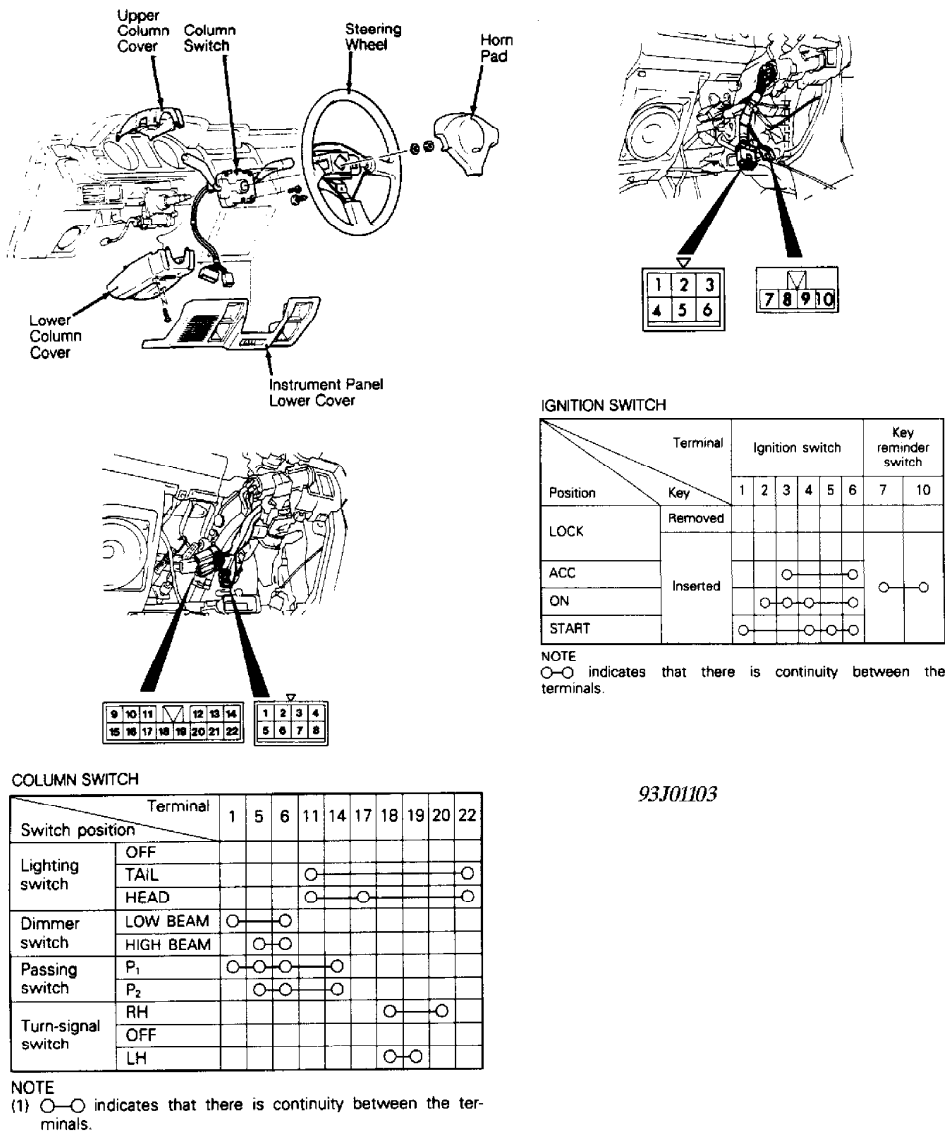 Upper
Column
Cover
Column
Switch
Steering
Wheel
Horn
Pad
Lower
Column
Cover
Instrument Panel
Lower Cover
1 2 3
4 5 6
7 8 9 10
IGNITION SWITCH
Terminal
Ignition switch
Key
reminder
switch
Position
Key
1 2 3 4 5 6 7 10
LOCK
Removed
Inserted
ACC
ON
START
NOTE
O—O indicates that there is continuity between the
terminals.
9 10 11 12 13 14
15 16 17 18 19 20 21 22
1 2 3 4
5 6 7 8
COLUMN SWITCH
Terminal
Switch position
1 5 6 11 14 17 18 19 20 22
Lighting
switch
OFF
TAIL
HEAD
Dimmer
switch
LOW BEAM
HIGH BEAM
Passing
switch
P₁
P₂
Turn-signal
switch
RH
OFF
LH
NOTE
(1) O—O indicates that there is continuity between the ter-
minals.
93J01103